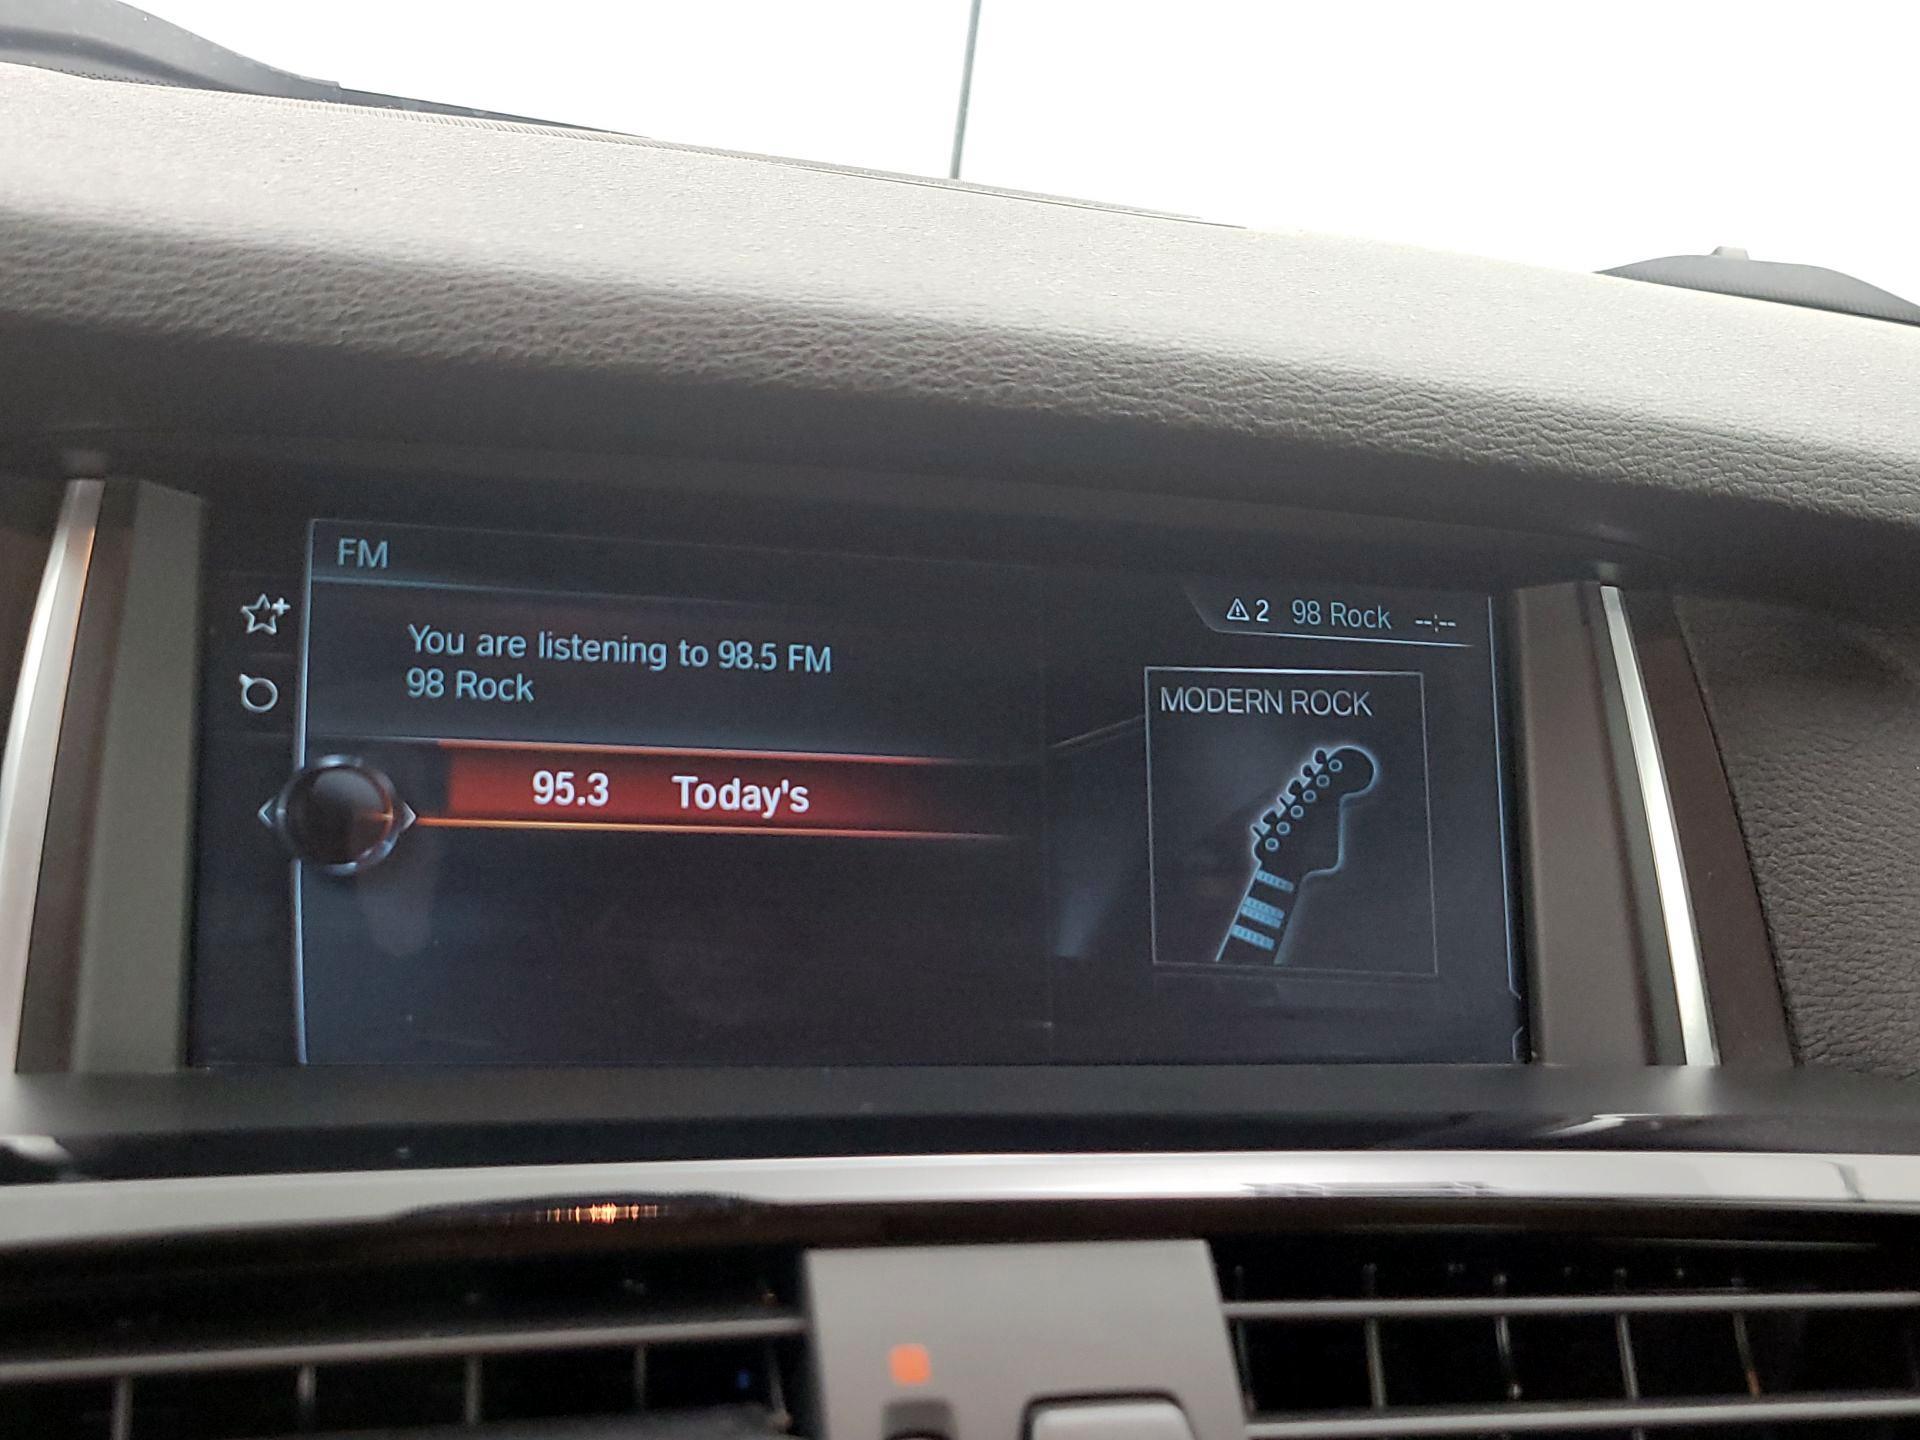 FM
2 98 Rock --:--
You are listening to 98.5 FM
98 Rock
95.3 Today's
MODERN ROCK